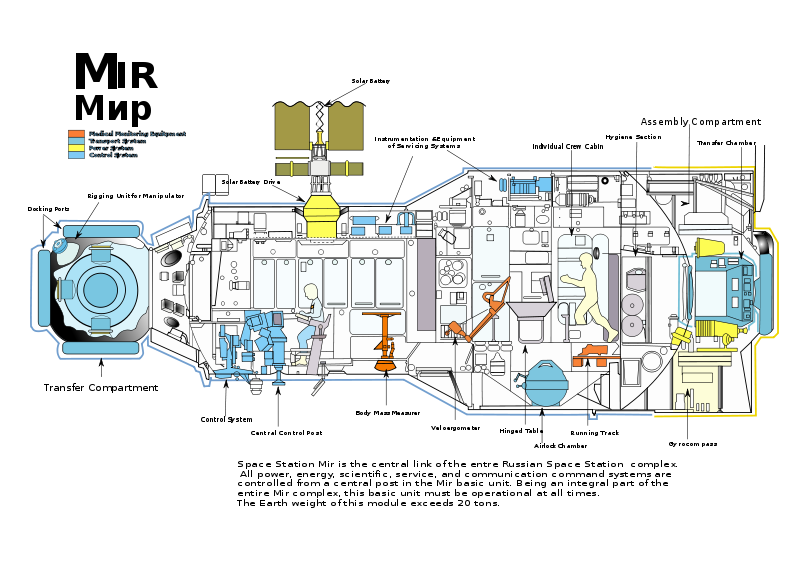 MIR
Мир
Medical Monitoring Equipment
Transport System
Power System
Control System
Solar Battery
Instrumentation &Equipment
of Servicing Systems
Individual Crew Cabin
Hygiene Section
Assembly Compartment
Transfer Chamber
Solar Battery Drive
Rigging Unit for Manipulator
Docking Ports
Transfer Compartment
Control System
Central Control Post
Body Mass Measurer
Veloergometer
Hinged Table
Airlock Chamber
Running Track
Gyrocompass
Space Station Mir is the central link of the entre Russian Space Station complex.
All power, energy, scientific, service, and communication command systems are
controlled from a central post in the Mir basic unit. Being an integral part of the
entire Mir complex, this basic unit must be operational at all times.
The Earth weight of this module exceeds 20 tons.